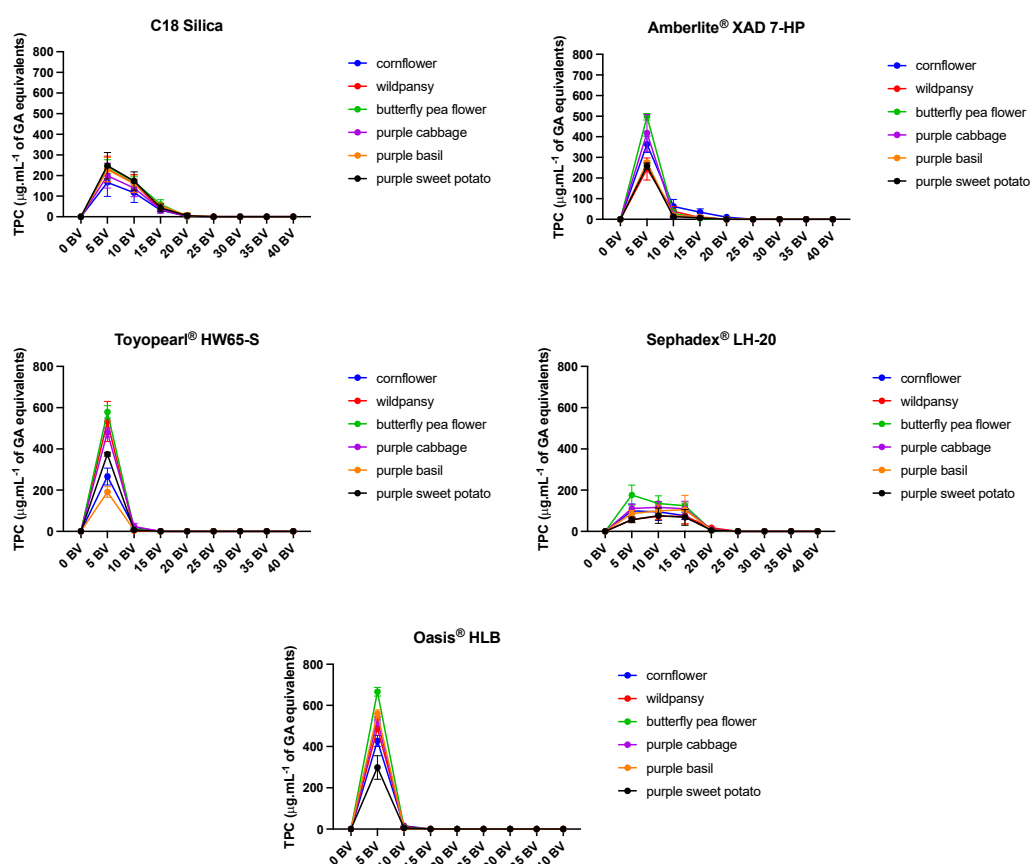 C18 Silica
TPC (µg.mL⁻¹ of GA equivalents)
800
700
600
500
400
300
200
100
0
0 BV
5 BV
10 BV
15 BV
20 BV
25 BV
30 BV
35 BV
40 BV
cornflower
wildpansy
butterfly pea flower
purple cabbage
purple basil
purple sweet potato
Amberlite® XAD 7-HP
TPC (µg.mL⁻¹ of GA equivalents)
800
700
600
500
400
300
200
100
0
0 BV
5 BV
10 BV
15 BV
20 BV
25 BV
30 BV
35 BV
40 BV
cornflower
wildpansy
butterfly pea flower
purple cabbage
purple basil
purple sweet potato
Toyopearl® HW65-S
TPC (µg.mL⁻¹ of GA equivalents)
800
600
400
200
0
0 BV
5 BV
10 BV
15 BV
20 BV
25 BV
30 BV
35 BV
40 BV
cornflower
wildpansy
butterfly pea flower
purple cabbage
purple basil
purple sweet potato
Sephadex® LH-20
TPC (µg.mL⁻¹ of GA equivalents)
800
600
400
200
0
0 BV
5 BV
10 BV
15 BV
20 BV
25 BV
30 BV
35 BV
40 BV
cornflower
wildpansy
butterfly pea flower
purple cabbage
purple basil
purple sweet potato
Oasis® HLB
TPC (µg.mL⁻¹ of GA equivalents)
800
600
400
200
0
0 BV
5 BV
BV
BV
BV
BV
BV
BV
BV
cornflower
wildpansy
butterfly pea flower
purple cabbage
purple basil
purple sweet potato